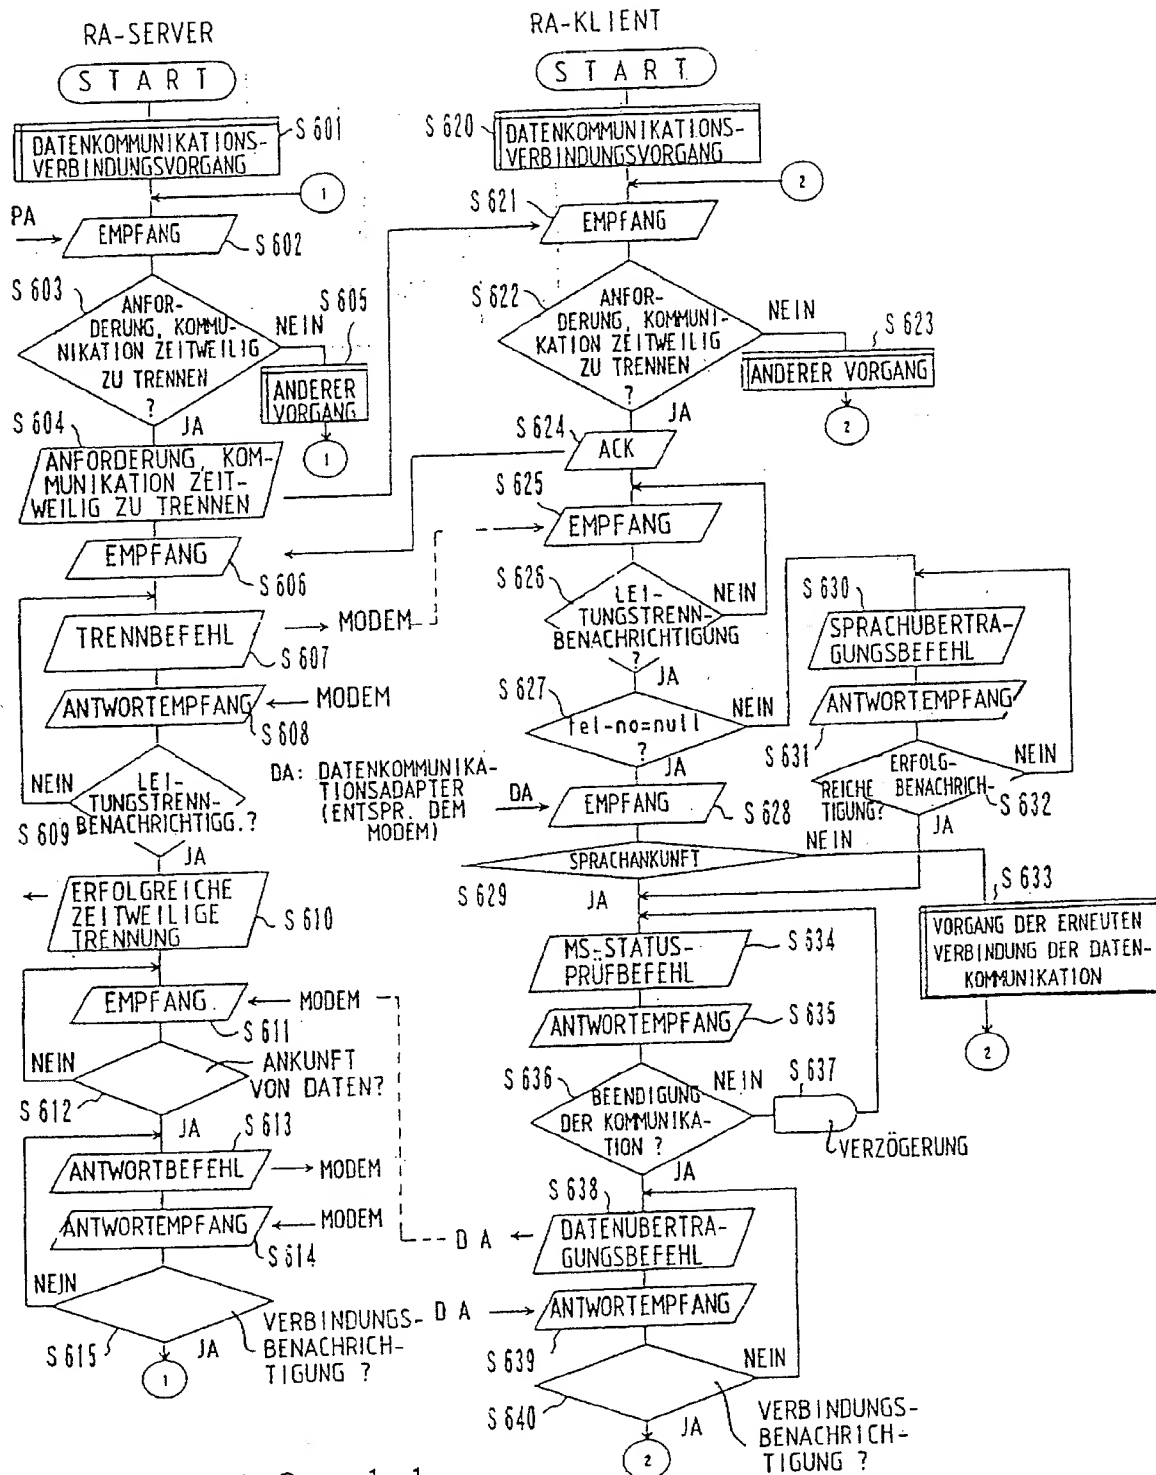 RA-SERVER
START
DATENKOMMUNIKATIONS-
VERBINDUNGSVORGANG
S 601
1
PA
EMPFANG
S 602
S 603
ANFOR-
DERUNG, KOMMU-
NIKATION ZEITWEILIG
ZU TRENNEN
?
NEIN
S 605
ANDERER
VORGANG
1
JA
S 604
ANFORDERUNG, KOM-
MUNIKATION ZEIT-
WEILIG ZU TRENNEN
EMPFANG
S 606
TRENNBEFEHL
MODEM
S 607
ANTWORTEMPFANG
MODEM
S 608
NEIN
LEI-
TUNGSTRENN-
BENACHRICHTIGG.?
S 609
JA
DA: DATENKOMMUNIKA-
TIONSADAPTER
(ENTSPR. DEM
MODEM)
ERFOLGREICHE
ZEITWEILIGE
TRENNUNG
S 610
EMPFANG.
MODEM
S 611
NEIN
ANKUNFT
VON DATEN?
S 612
JA
S 613
ANTWORTBEFEHL
MODEM
ANTWORTEMPFANG
MODEM
S 614
NEIN
S 615
JA
VERBINDUNGS-
BENACHRICH-
TIGUNG ?
1
RA-KLIENT
START
S 620
DATENKOMMUNIKATIONS-
VERBINDUNGSVORGANG
2
S 621
EMPFANG
S 622
ANFOR-
DERUNG, KOMMUNI-
KATION ZEITWEILIG
ZU TRENNEN
?
NEIN
S 623
ANDERER VORGANG
2
JA
S 624
ACK
S 625
EMPFANG
S 626
LEI-
TUNGSTRENN-
BENACHRICHTIGUNG
?
NEIN
JA
S 627
Tel-no=null
?
NEIN
JA
DA
EMPFANG
S 628
SPRACHANKUNFT
NEIN
S 629
JA
S 630
SPRACHUBERTRA-
GUNGSBEFEHL
ANTWORTEMPFANG
S 631
ERFOLG-
REICHE BENACHRICH-
TIGUNG?
NEIN
S 632
JA
S 633
VORGANG DER ERNEUTEN
VERBINDUNG DER DATEN-
KOMMUNIKATION
2
MS-STATUS-
PRÜFBEFEHL
S 634
ANTWORTEMPFANG
S 635
S 636
BEENDIGUNG
DER KOMMUNIKA-
TION ?
NEIN
S 637
VERZÖGERUNG
JA
S 638
DA
DATENUBERTRA-
GUNGSBEFEHL
DA
ANTWORTEMPFANG
S 639
NEIN
S 640
JA
VERBINDUNGS-
BENACHRICH-
TIGUNG ?
2